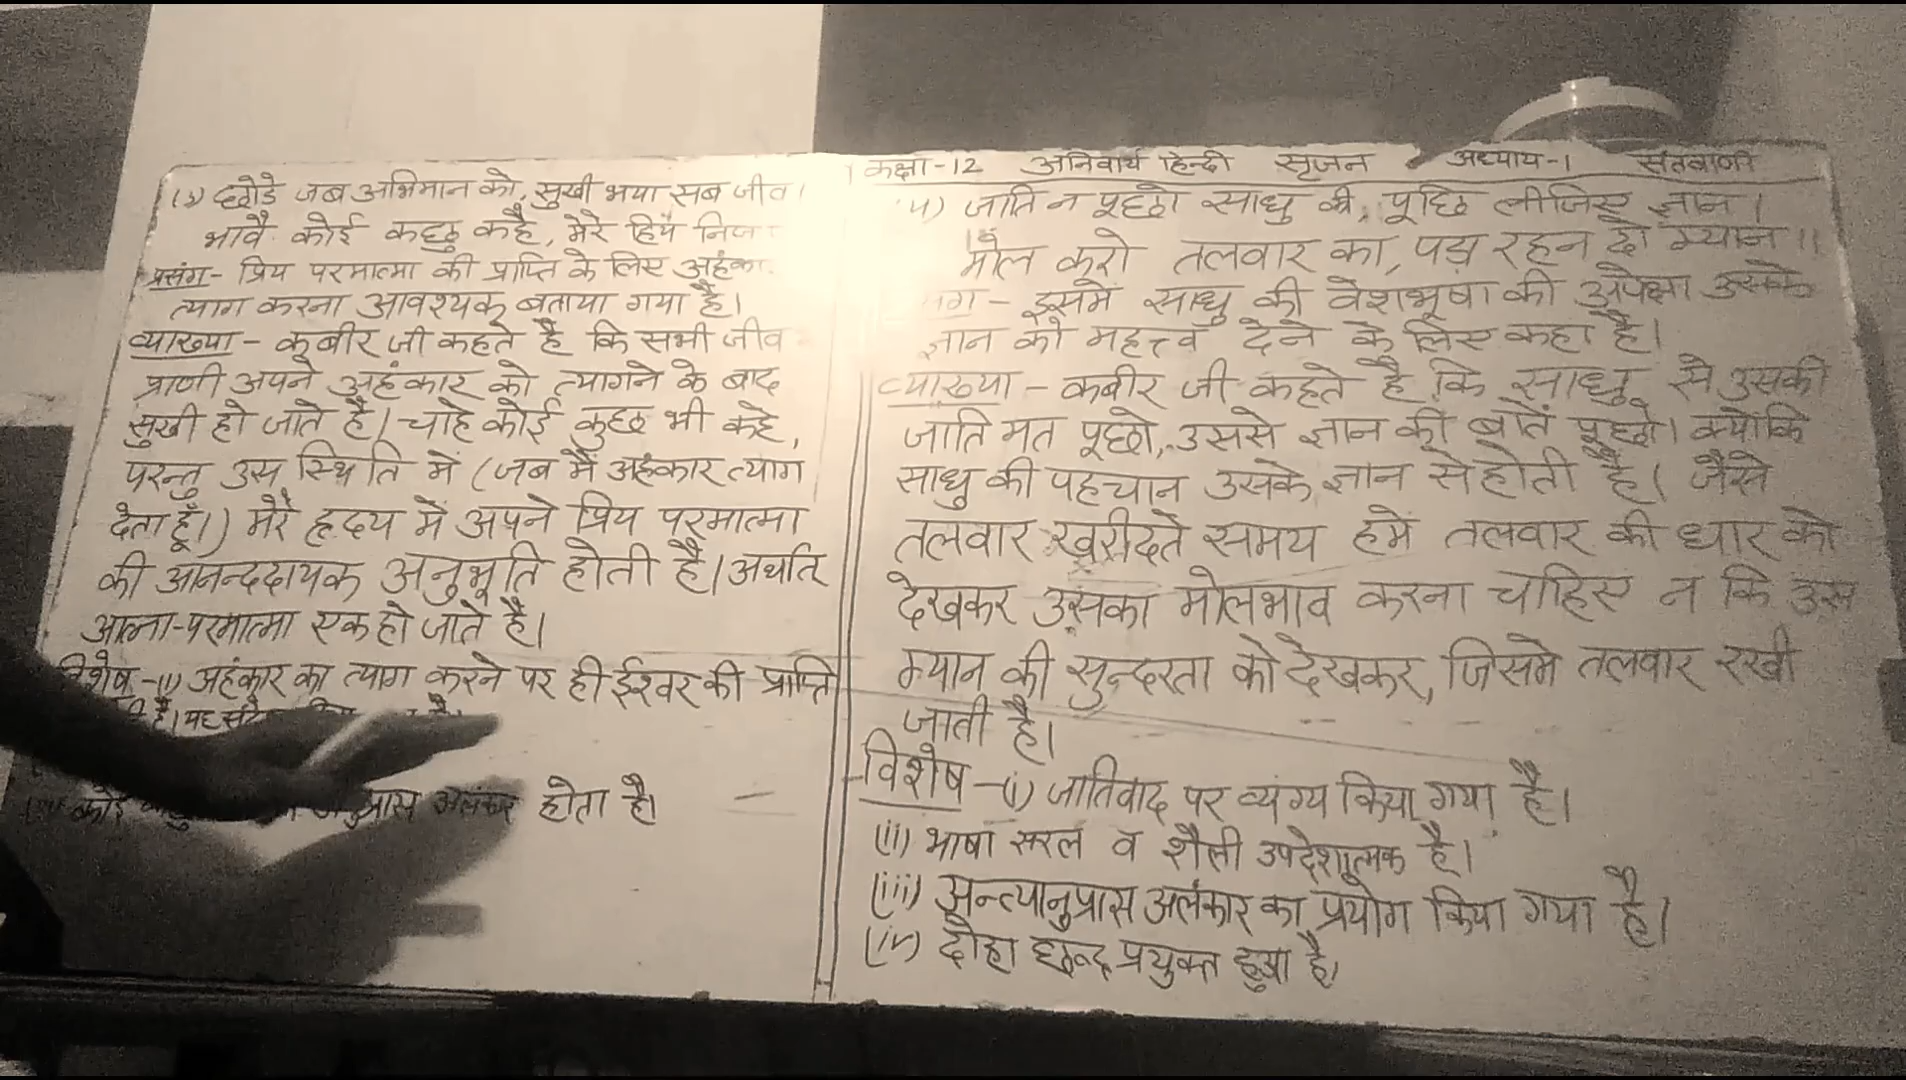 कक्षा-12 अनिवार्य हिन्दी सृजन अध्याय-1 संतवाणी
छोडे जब अभिमान को, सुखी भया सब जीव।
भावै कोई कछु कहै, मेरे हिय निज
प्रसंग- प्रिय परमात्मा की प्राप्ति के लिए
त्याग करना आवश्यक बताया गया है।
व्याख्या - कबीर जी कहते है कि सभी जीव
प्राणी अपने अहंकार को त्यागने के बाद
सुखी हो जाते है। चाहे कोई कुछ भी कहे,
परन्तु उस स्थिति में (जब मैं अहंकार त्याग
देता हूँ।) मेरे हृदय में अपने प्रिय परमात्मा
की आनन्ददायक अनुभूति होती है। अर्थात्
आत्मा-परमात्मा एक हो जाते है।
विशेष -(i) अहंकार का त्याग करने पर ही ईश्वर की प्राप्ति
है। यह
अलंकार होता है।
जाति न पूछो साधु की, पूछि लीजिए ज्ञान।
मोल करो तलवार का, पड़ा रहन दो म्यान ॥
- इसमे साधु की वेशभूषा की अपेक्षा उसके
ज्ञान को महत्त्व देने के लिए कहा है।
व्याख्या - कबीर जी कहते है कि साधु से उसकी
जाति मत पूछो, उससे ज्ञान की बातें पूछो। क्योकि
साधु की पहचान उसके ज्ञान से होती है। जैसे
तलवार खरीदते समय हमे तलवार की धार को
देखकर उसका मोलभाव करना चाहिए न कि उस
म्यान की सुन्दरता को देखकर, जिसमे तलवार रखी
जाती है।
विशेष -(i) जातिवाद पर व्यंग्य किया गया है।
(ii) भाषा सरल व शैली उपदेशात्मक है।
(iii) अन्त्यानुप्रास अलंकार का प्रयोग किया गया है।
(iv) दोहा छन्द प्रयुक्त हुआ है।